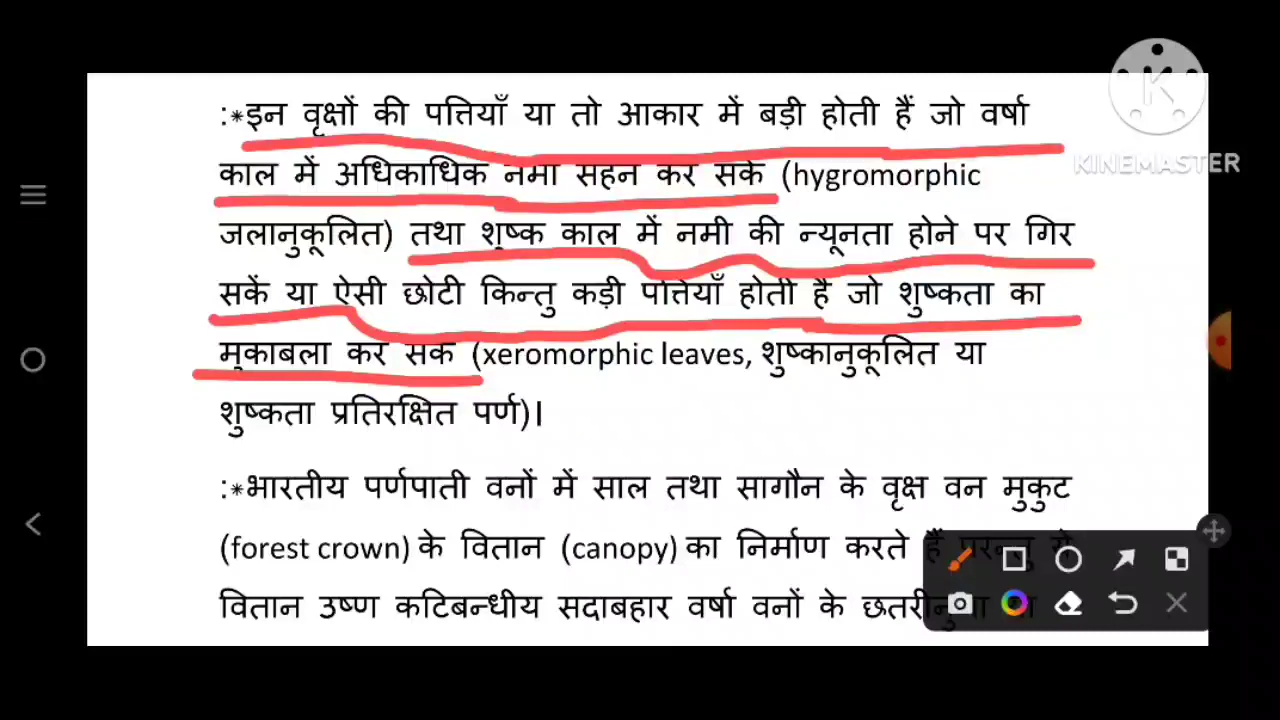 :*इन वृक्षों की पत्तियाँ या तो आकार में बड़ी होती हैं जो वर्षा
काल में अधिकाधिक नमी सहन कर सकें (hygromorphic
जलानुकूलित) तथा शुष्क काल में नमी की न्यूनता होने पर गिर
सकें या ऐसी छोटी किन्तु कड़ी पत्तियाँ होती हैं जो शुष्कता का
मुकाबला कर सकें (xeromorphic leaves, शुष्कानुकूलित या
शुष्कता प्रतिरक्षित पर्ण)।
:*भारतीय पर्णपाती वनों में साल तथा सागौन के वृक्ष वन मुकुट
(forest crown) के वितान (canopy) का निर्माण करते हैं परन्तु
वितान उष्ण कटिबन्धीय सदाबहार वर्षा वनों के
KINEMASTER